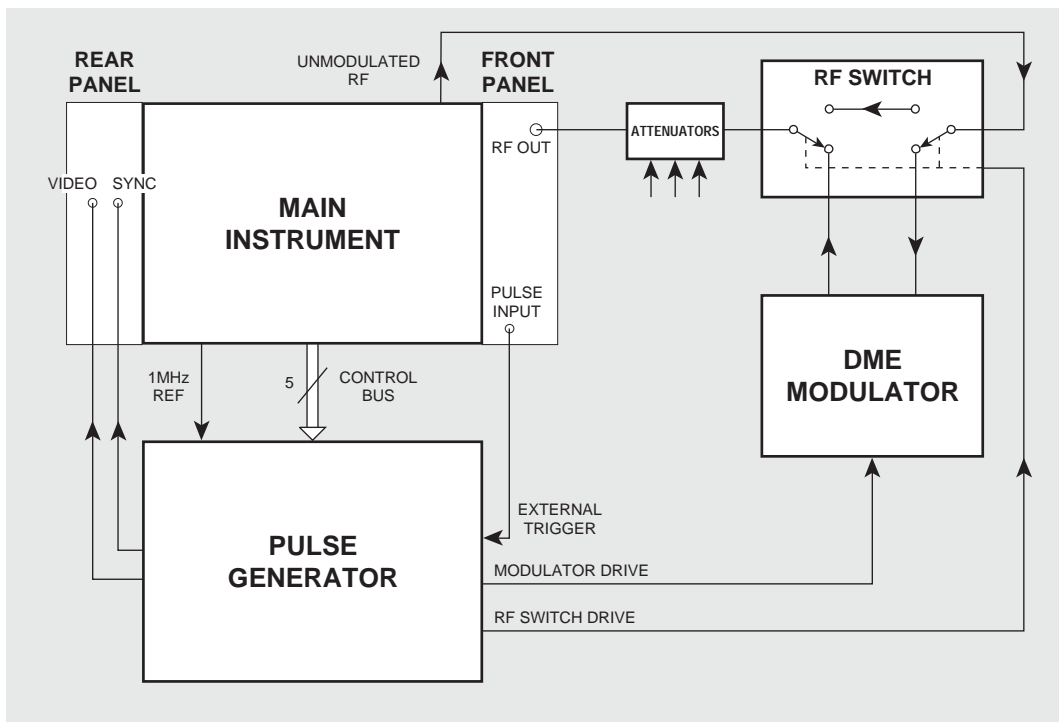 REAR
PANEL
UNMODULATED
RF
FRONT
PANEL
RF SWITCH
RF OUT
ATTENUATORS
VIDEO SYNC
MAIN
INSTRUMENT
PULSE
INPUT
1MHz
REF
5
CONTROL
BUS
DME
MODULATOR
EXTERNAL
TRIGGER
PULSE
GENERATOR
MODULATOR DRIVE
RF SWITCH DRIVE